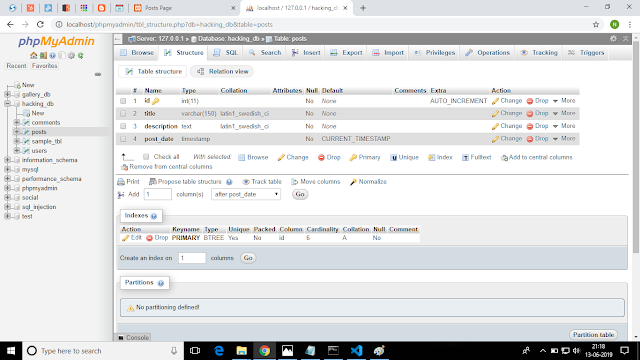 Posts Page
localhost / 127.0.0.1 / hacking_d
localhost/phpmyadmin/tbl_structure.php?db=hacking_db&table=posts
phpMyAdmin
Recent Favorites
New
gallery_db
hacking_db
New
comments
posts
sample_tbl
users
information_schema
mysql
performance_schema
phpmyadmin
social
sql_injection
test
Server: 127.0.0.1 » Database: hacking_db » Table: posts
Browse Structure SQL Search Insert Export Import Privileges Operations Tracking Triggers
Table structure Relation view
# Name Type Collation Attributes Null Default Comments Extra Action
1 id int(11) No None AUTO_INCREMENT Change Drop More
2 title varchar(150) latin1_swedish_ci No None Change Drop More
3 description text latin1_swedish_ci No None Change Drop More
4 post_date timestamp No CURRENT_TIMESTAMP Change Drop More
Check all With selected: Browse Change Drop Primary Unique Index Fulltext Add to central columns
Remove from central columns
Print Propose table structure Track table Move columns Normalize
Add 1 column(s) after post_date Go
Indexes
Action Keyname Type Unique Packed Column Cardinality Collation Null Comment
Edit Drop PRIMARY BTREE Yes No id 6 A No
Create an index on 1 columns Go
Partitions
No partitioning defined!
Partition table
Console
Type here to search
21:18
13-06-2019